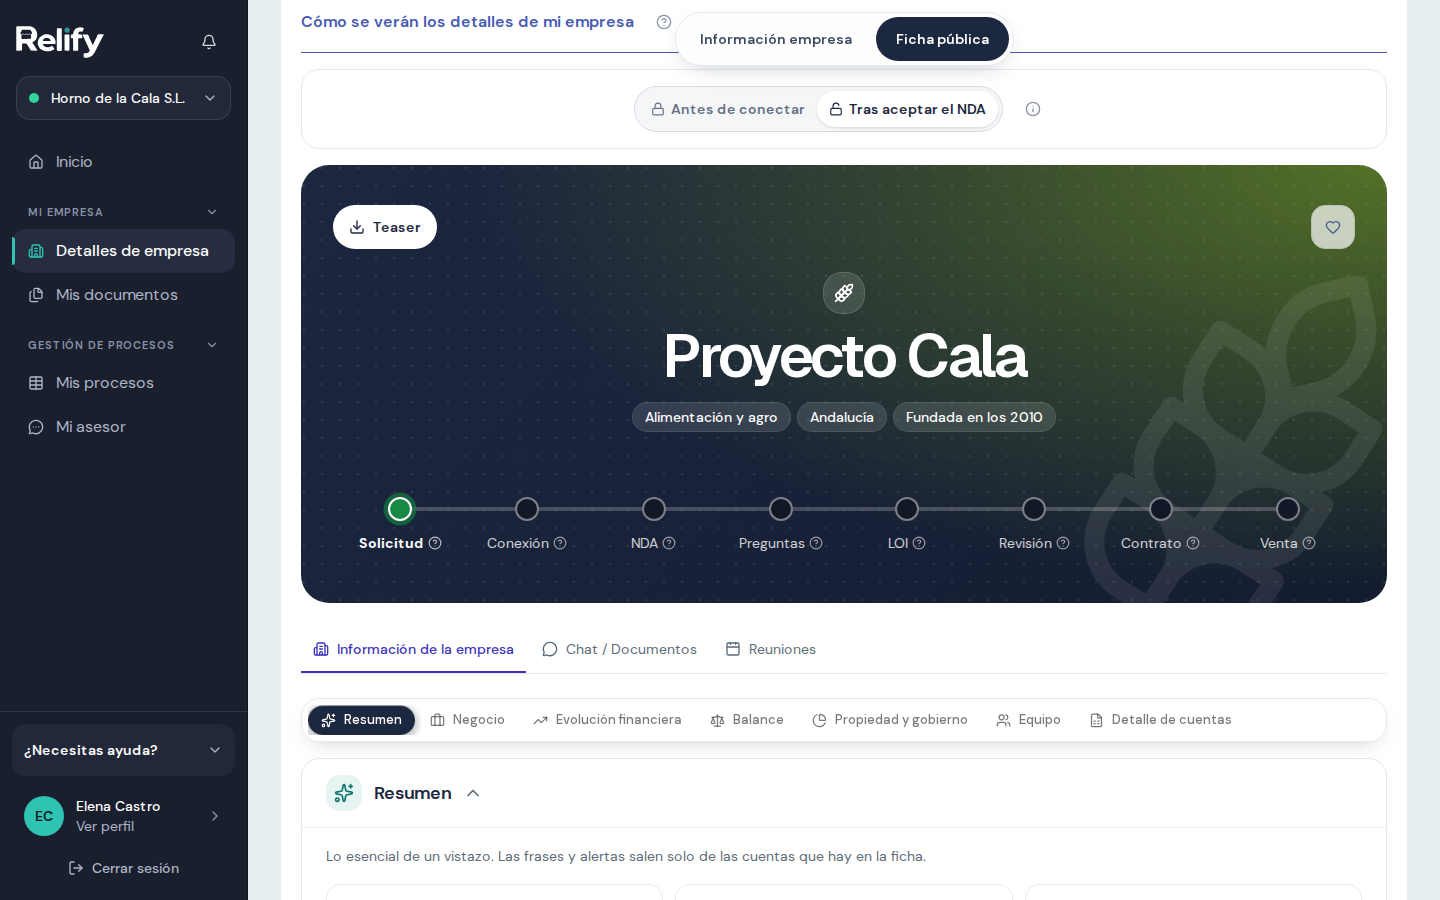 Relify
Horno de la Cala S.L.
Inicio
MI EMPRESA
Detalles de empresa
Mis documentos
GESTIÓN DE PROCESOS
Mis procesos
Mi asesor
¿Necesitas ayuda?
EC
Elena Castro
Ver perfil
Cerrar sesión
Cómo se verán los detalles de mi empresa
Información empresa
Ficha pública
Antes de conectar
Tras aceptar el NDA
Teaser
Proyecto Cala
Alimentación y agro
Andalucía
Fundada en los 2010
Solicitud
Conexión
NDA
Preguntas
LOI
Revisión
Contrato
Venta
Información de la empresa
Chat / Documentos
Reuniones
Resumen
Negocio
Evolución financiera
Balance
Propiedad y gobierno
Equipo
Detalle de cuentas
Resumen
Lo esencial de un vistazo. Las frases y alertas salen solo de las cuentas que hay en la ficha.